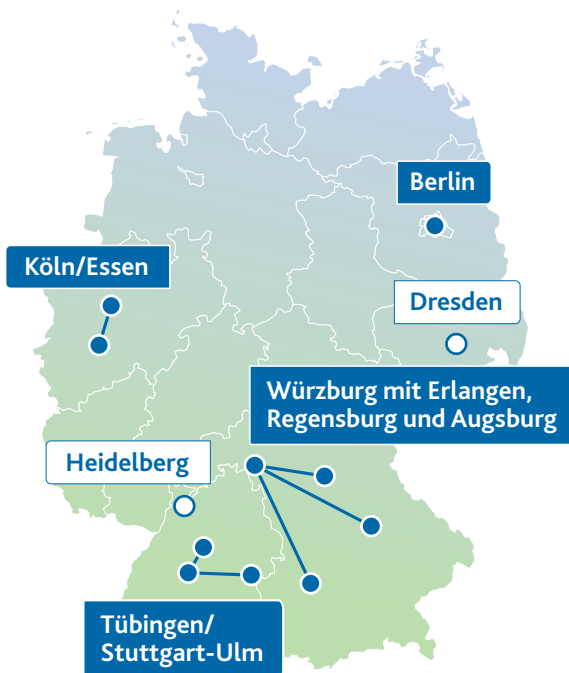 Berlin
Köln/Essen
Dresden
Würzburg mit Erlangen,
Regensburg und Augsburg
Heidelberg
Tübingen/
Stuttgart-Ulm